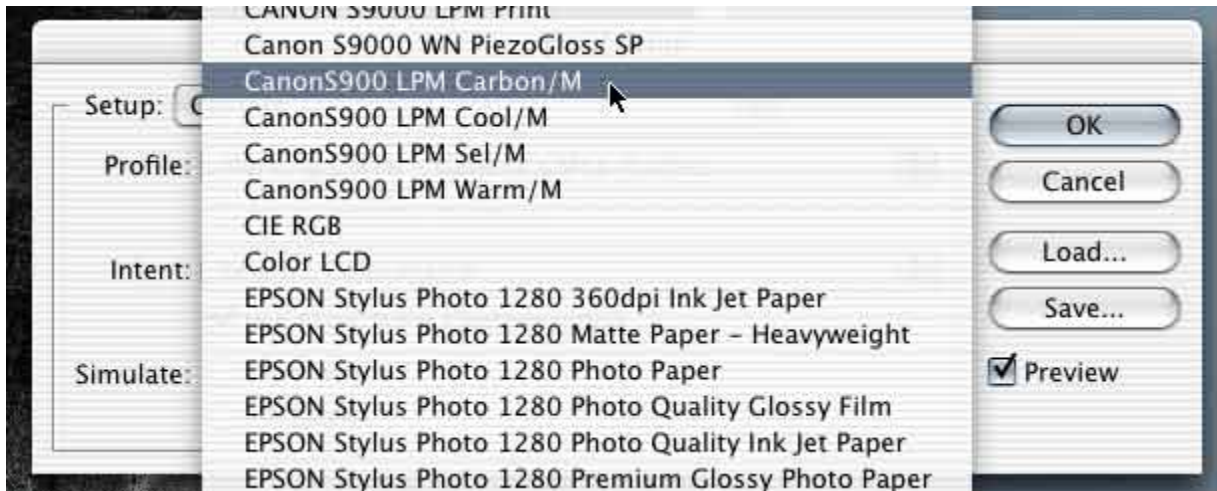 CANON S9000 LPM Print
Canon S9000 WN PiezoGloss SP
CanonS900 LPM Carbon/M
Setup:
CanonS900 LPM Cool/M
OK
Profile:
CanonS900 LPM Sel/M
CanonS900 LPM Warm/M
Cancel
CIE RGB
Intent:
Color LCD
Load...
EPSON Stylus Photo 1280 360dpi Ink Jet Paper
EPSON Stylus Photo 1280 Matte Paper – Heavyweight
Save...
Simulate:
EPSON Stylus Photo 1280 Photo Paper
Preview
EPSON Stylus Photo 1280 Photo Quality Glossy Film
EPSON Stylus Photo 1280 Photo Quality Ink Jet Paper
EPSON Stylus Photo 1280 Premium Glossy Photo Paper